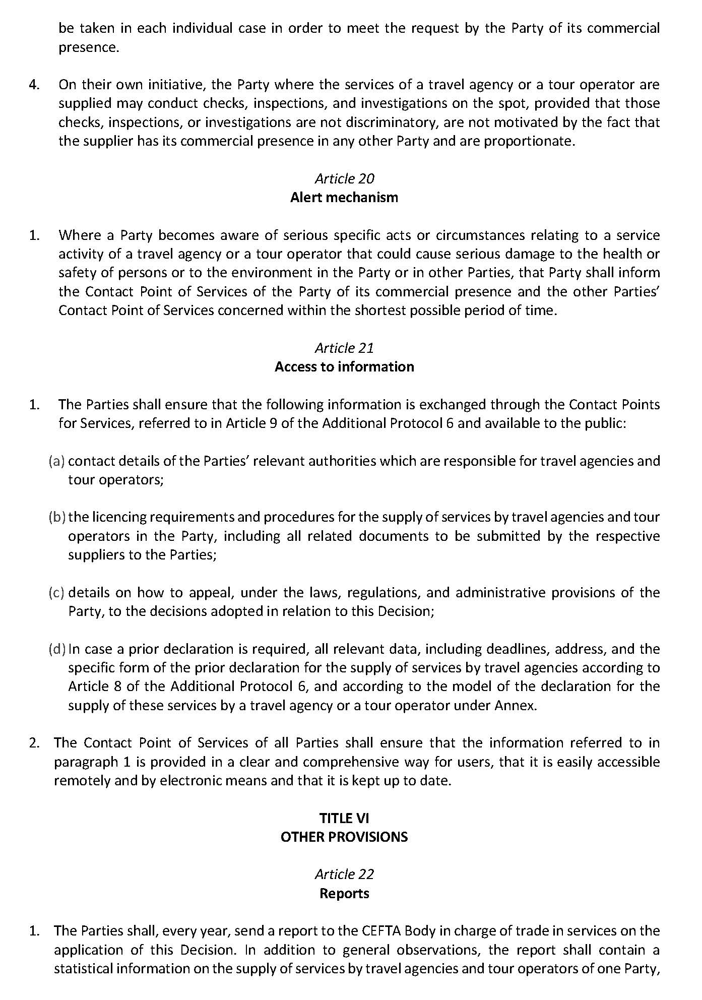 be taken in each individual case in order to meet the request by the Party of its commercial
presence.
4. On their own initiative, the Party where the services of a travel agency or a tour operator are
supplied may conduct checks, inspections, and investigations on the spot, provided that those
checks, inspections, or investigations are not discriminatory, are not motivated by the fact that
the supplier has its commercial presence in any other Party and are proportionate.
Article 20
Alert mechanism
1. Where a Party becomes aware of serious specific acts or circumstances relating to a service
activity of a travel agency or a tour operator that could cause serious damage to the health or
safety of persons or to the environment in the Party or in other Parties, that Party shall inform
the Contact Point of Services of the Party of its commercial presence and the other Parties’
Contact Point of Services concerned within the shortest possible period of time.
Article 21
Access to information
1. The Parties shall ensure that the following information is exchanged through the Contact Points
for Services, referred to in Article 9 of the Additional Protocol 6 and available to the public:
(a) contact details of the Parties’ relevant authorities which are responsible for travel agencies and
tour operators;
(b) the licencing requirements and procedures for the supply of services by travel agencies and tour
operators in the Party, including all related documents to be submitted by the respective
suppliers to the Parties;
(c) details on how to appeal, under the laws, regulations, and administrative provisions of the
Party, to the decisions adopted in relation to this Decision;
(d) In case a prior declaration is required, all relevant data, including deadlines, address, and the
specific form of the prior declaration for the supply of services by travel agencies according to
Article 8 of the Additional Protocol 6, and according to the model of the declaration for the
supply of these services by a travel agency or a tour operator under Annex.
2. The Contact Point of Services of all Parties shall ensure that the information referred to in
paragraph 1 is provided in a clear and comprehensive way for users, that it is easily accessible
remotely and by electronic means and that it is kept up to date.
TITLE VI
OTHER PROVISIONS
Article 22
Reports
1. The Parties shall, every year, send a report to the CEFTA Body in charge of trade in services on the
application of this Decision. In addition to general observations, the report shall contain a
statistical information on the supply of services by travel agencies and tour operators of one Party,